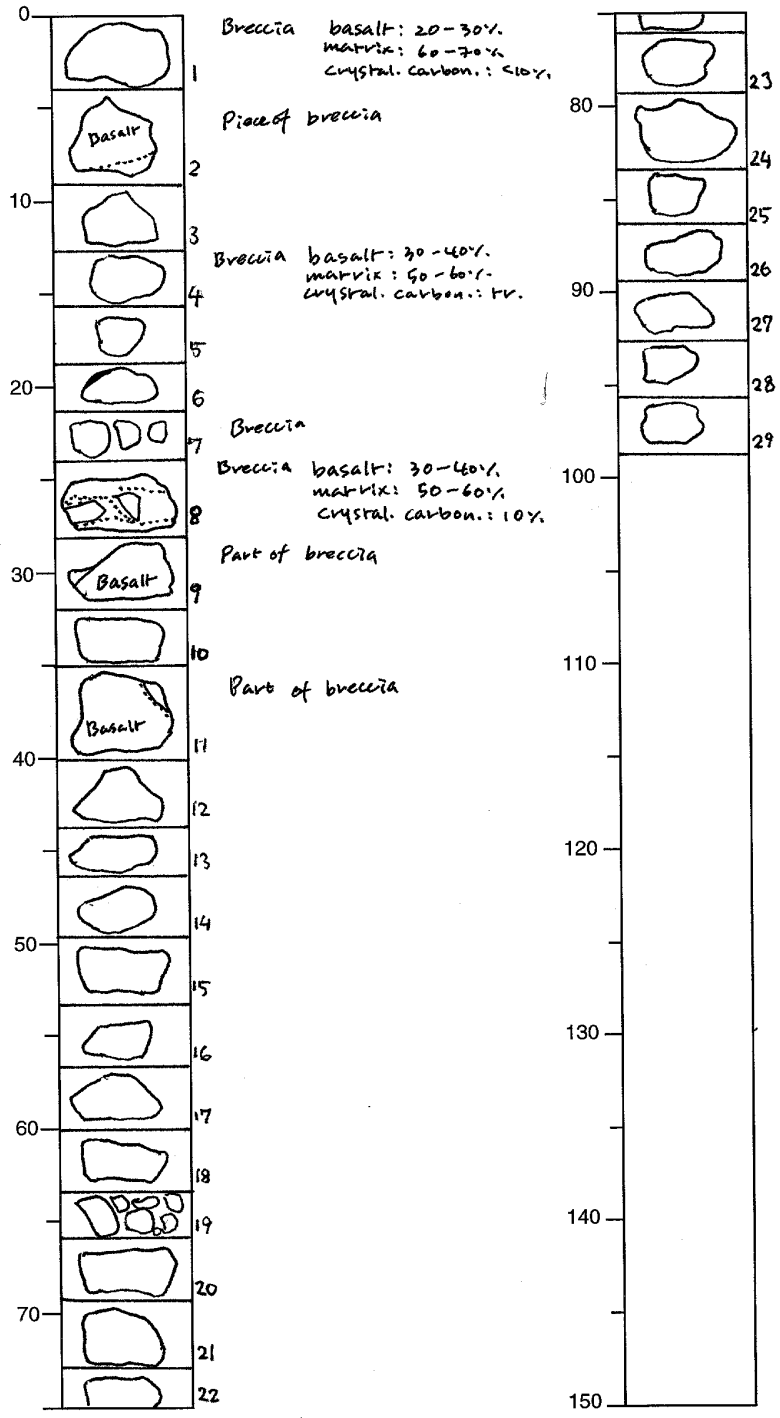 0
Breccia basalt: 20-30%
matrix: 60-70%
crystal. carbon.: <10%
1
Basalt
Piece of breccia
2
10
3
Breccia basalt: 30-40%
matrix: 50-60%
crystal. carbon.: tr.
4
5
20
6
7
Breccia
Breccia basalt: 30-40%
matrix: 50-60%
crystal. carbon.: 10%
8
Part of breccia
30
Basalt
9
10
Part of breccia
Basalt
11
40
12
13
14
50
15
16
17
60
18
19
20
70
21
22
23
80
24
25
26
90
27
28
29
100
110
120
130
140
150